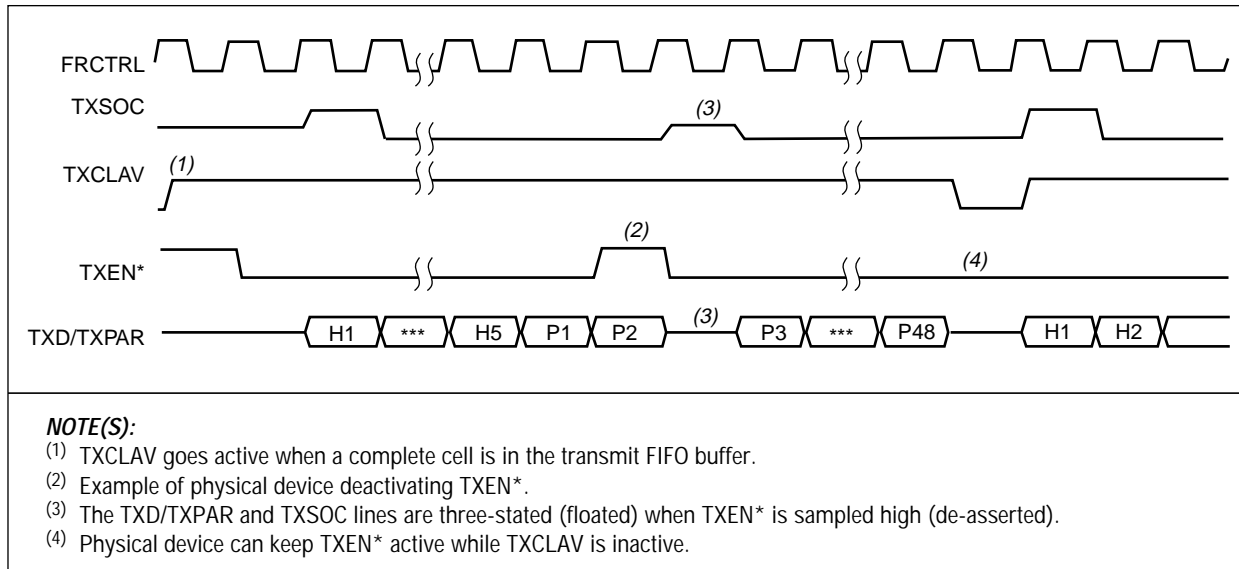 FRCTRL
TXSOC
(3)
TXCLAV
(1)
TXEN*
(2)
(4)
TXD/TXPAR
H1 *** H5 P1 P2 (3) P3 *** P48 H1 H2
NOTE(S):
(1) TXCLAV goes active when a complete cell is in the transmit FIFO buffer.
(2) Example of physical device deactivating TXEN*.
(3) The TXD/TXPAR and TXSOC lines are three-stated (floated) when TXEN* is sampled high (de-asserted).
(4) Physical device can keep TXEN* active while TXCLAV is inactive.